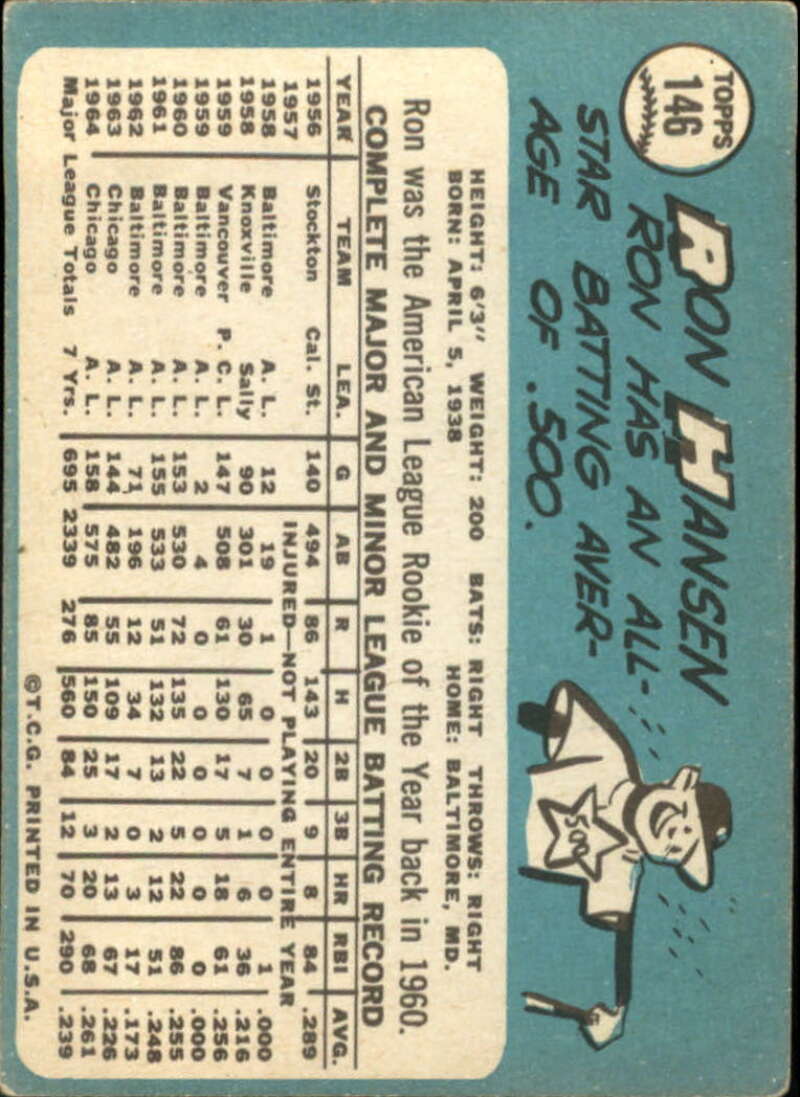 TOPPS
146
RON HANSEN
RON HAS AN ALL-
STAR BATTING AVER-
AGE OF .500.
500
HEIGHT: 6'3" WEIGHT: 200 BATS: RIGHT THROWS: RIGHT
BORN: APRIL 5, 1938 HOME: BALTIMORE, MD.
Ron was the American League Rookie of the Year back in 1960.
COMPLETE MAJOR AND MINOR LEAGUE BATTING RECORD
YEAR TEAM LEA. G AB R H 2B 3B HR RBI AVG.
1956 Stockton Cal. St. 140 494 86 143 20 9 8 84 .289
1957 INJURED—NOT PLAYING ENTIRE YEAR
1958 Baltimore A. L. 12 19 1 0 0 0 0 1 .000
1958 Knoxville Sally 90 301 30 65 7 1 6 36 .216
1959 Vancouver P. C. L. 147 508 61 130 17 5 18 61 .256
1959 Baltimore A. L. 2 4 0 0 0 0 0 0 .000
1960 Baltimore A. L. 153 530 72 135 22 5 22 86 .255
1961 Baltimore A. L. 155 533 51 132 13 2 12 51 .248
1962 Baltimore A. L. 71 196 12 34 7 0 3 17 .173
1963 Chicago A. L. 144 482 55 109 17 2 13 67 .226
1964 Chicago A. L. 158 575 85 150 25 3 20 68 .261
Major League Totals 7 Yrs. 695 2339 276 560 84 12 70 290 .239
©T.C.G. PRINTED IN U.S.A.